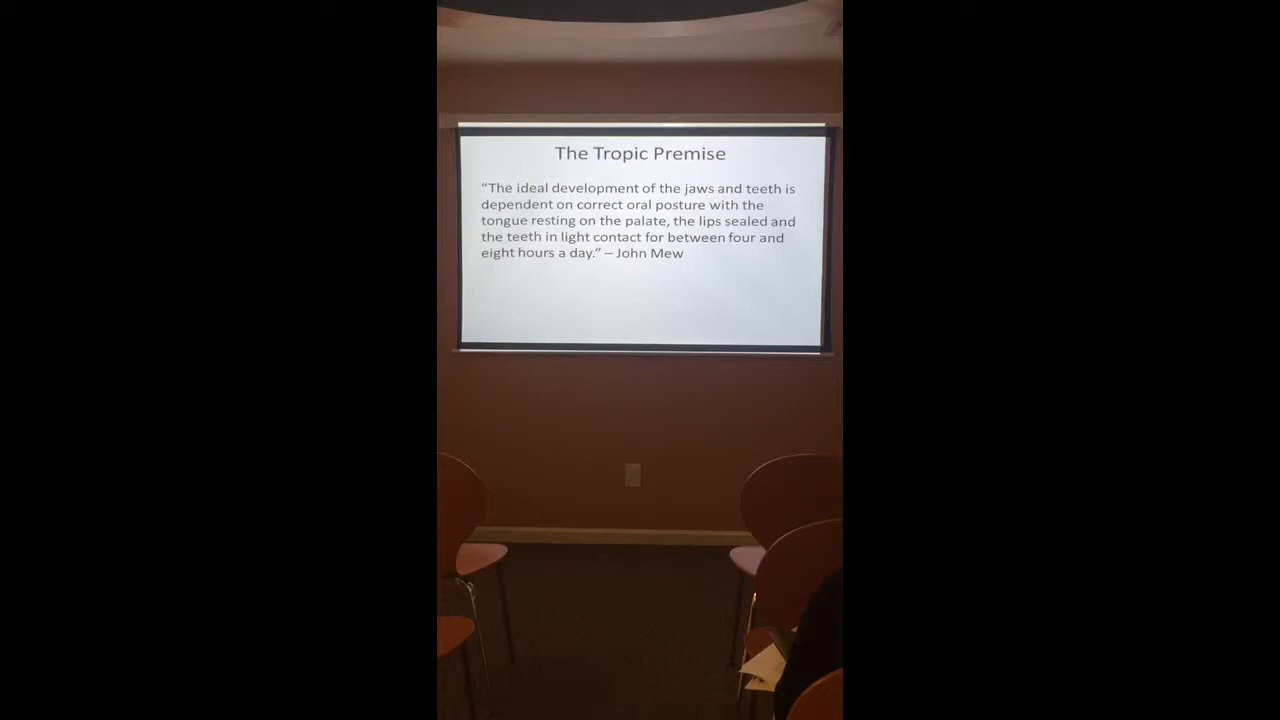 The Tropic Premise
“The ideal development of the jaws and teeth is
dependent on correct oral posture with the
tongue resting on the palate, the lips sealed and
the teeth in light contact for between four and
eight hours a day.” – John Mew